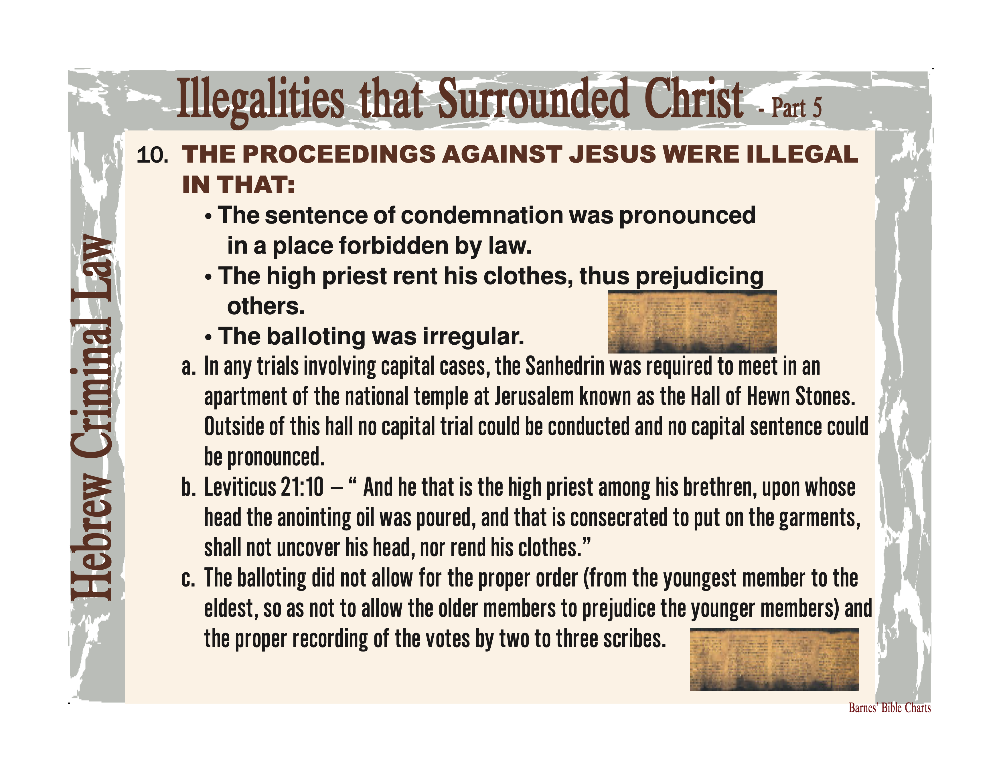 Illegalities that Surrounded Christ - Part 5
Hebrew Criminal Law
10. THE PROCEEDINGS AGAINST JESUS WERE ILLEGAL
IN THAT:
• The sentence of condemnation was pronounced
in a place forbidden by law.
• The high priest rent his clothes, thus prejudicing
others.
• The balloting was irregular.
a. In any trials involving capital cases, the Sanhedrin was required to meet in an
apartment of the national temple at Jerusalem known as the Hall of Hewn Stones.
Outside of this hall no capital trial could be conducted and no capital sentence could
be pronounced.
b. Leviticus 21:10 – “ And he that is the high priest among his brethren, upon whose
head the anointing oil was poured, and that is consecrated to put on the garments,
shall not uncover his head, nor rend his clothes.”
c. The balloting did not allow for the proper order (from the youngest member to the
eldest, so as not to allow the older members to prejudice the younger members) and
the proper recording of the votes by two to three scribes.
Barnes’ Bible Charts